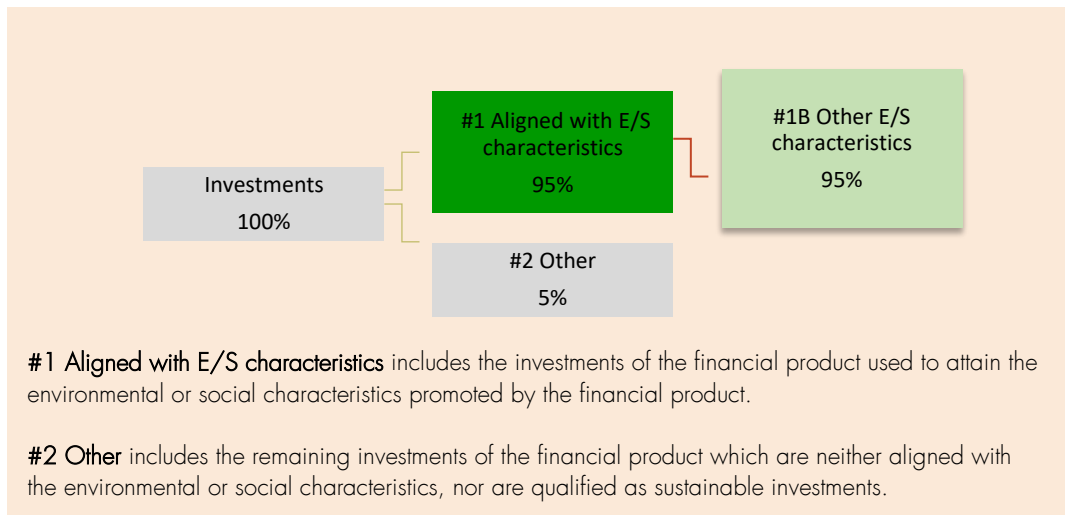 Investments
100%
#1 Aligned with E/S
characteristics
95%
#1B Other E/S
characteristics
95%
#2 Other
5%
#1 Aligned with E/S characteristics includes the investments of the financial product used to attain the
environmental or social characteristics promoted by the financial product.
#2 Other includes the remaining investments of the financial product which are neither aligned with
the environmental or social characteristics, nor are qualified as sustainable investments.